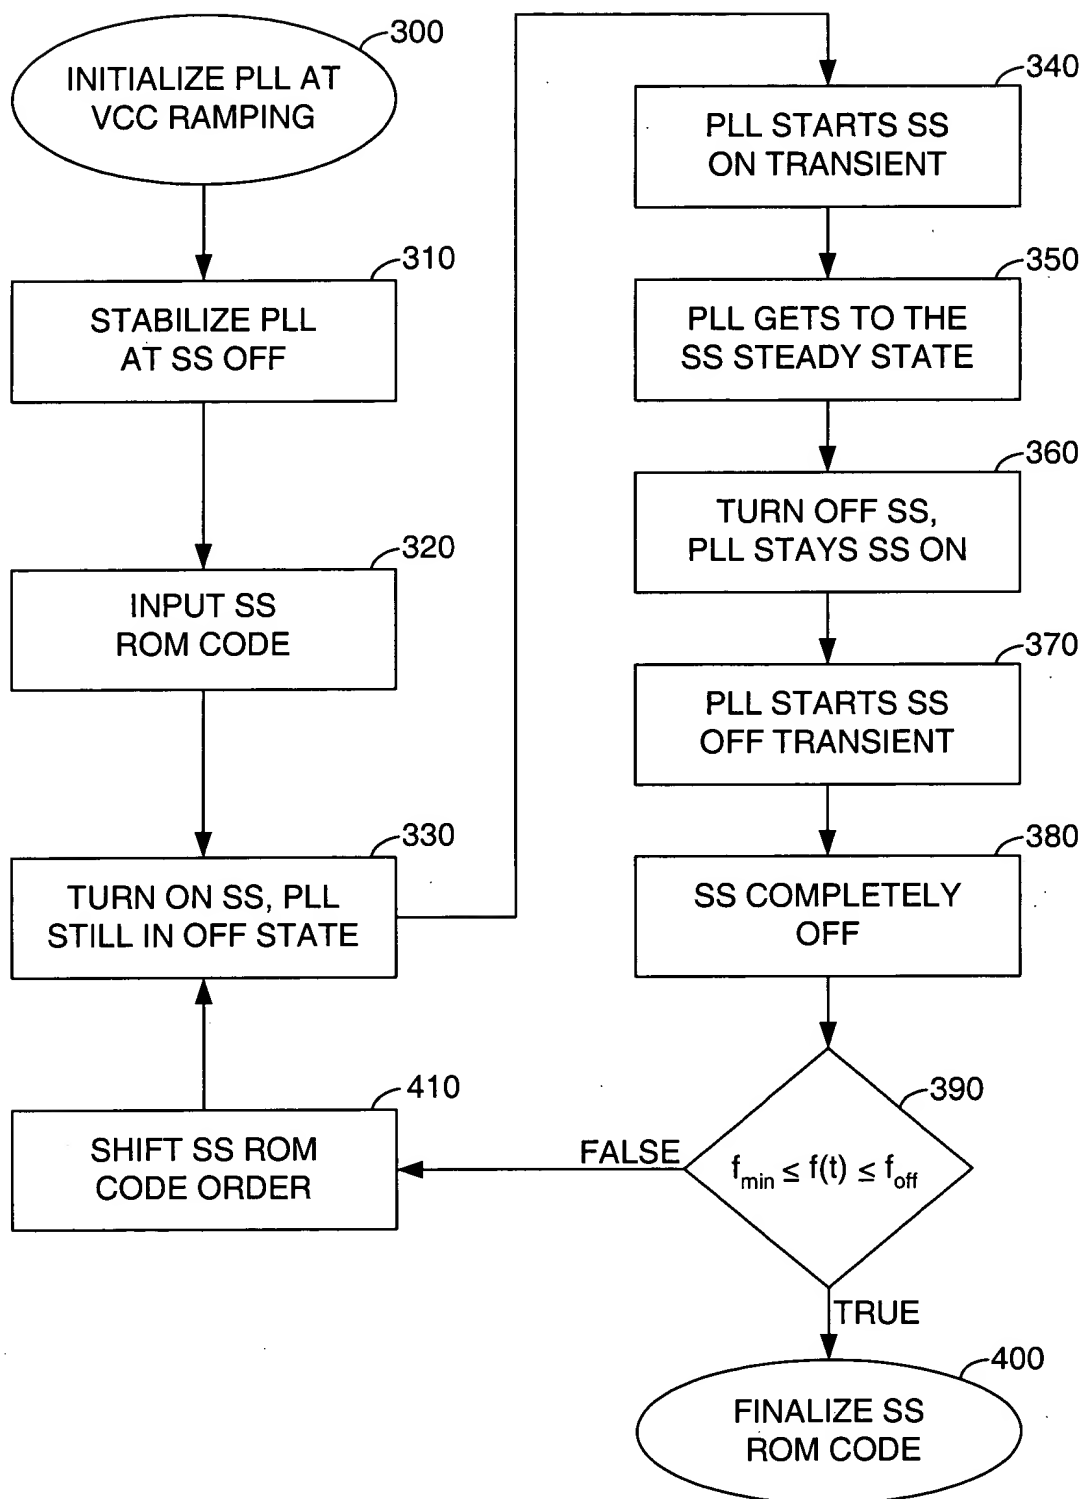 300
INITIALIZE PLL AT
VCC RAMPING
310
STABILIZE PLL
AT SS OFF
320
INPUT SS
ROM CODE
330
TURN ON SS, PLL
STILL IN OFF STATE
340
PLL STARTS SS
ON TRANSIENT
350
PLL GETS TO THE
SS STEADY STATE
360
TURN OFF SS,
PLL STAYS SS ON
370
PLL STARTS SS
OFF TRANSIENT
380
SS COMPLETELY
OFF
390
f_min ≤ f(t) ≤ f_off
FALSE
410
SHIFT SS ROM
CODE ORDER
TRUE
400
FINALIZE SS
ROM CODE